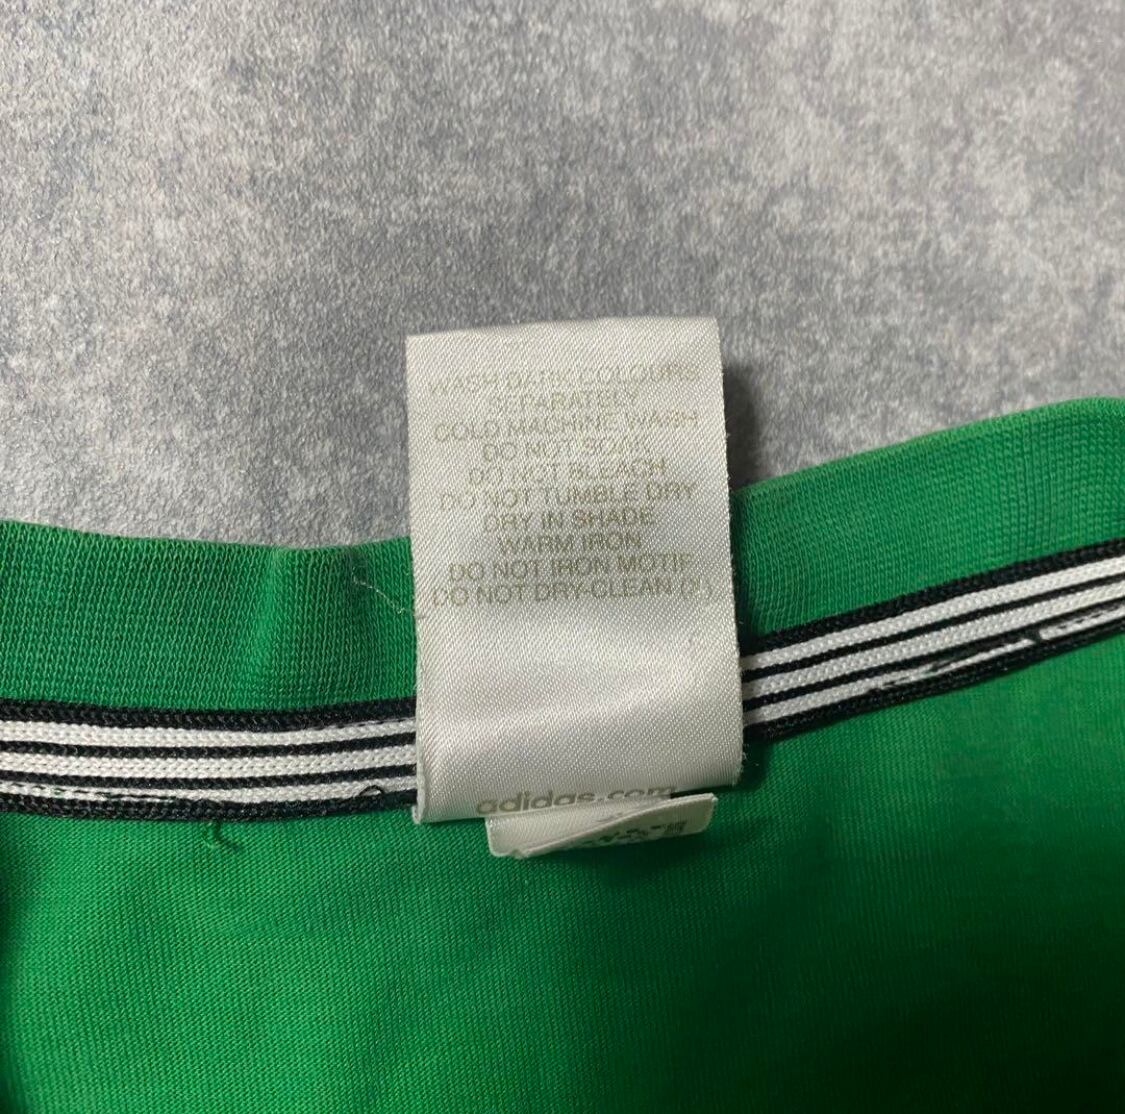 WASH DARK COLOURS
SEPARATELY
COLD MACHINE WASH
DO NOT SOAK
DO NOT BLEACH
DO NOT TUMBLE DRY
DRY IN SHADE
WARM IRON
DO NOT IRON MOTIF
DO NOT DRY-CLEAN
adidas.com